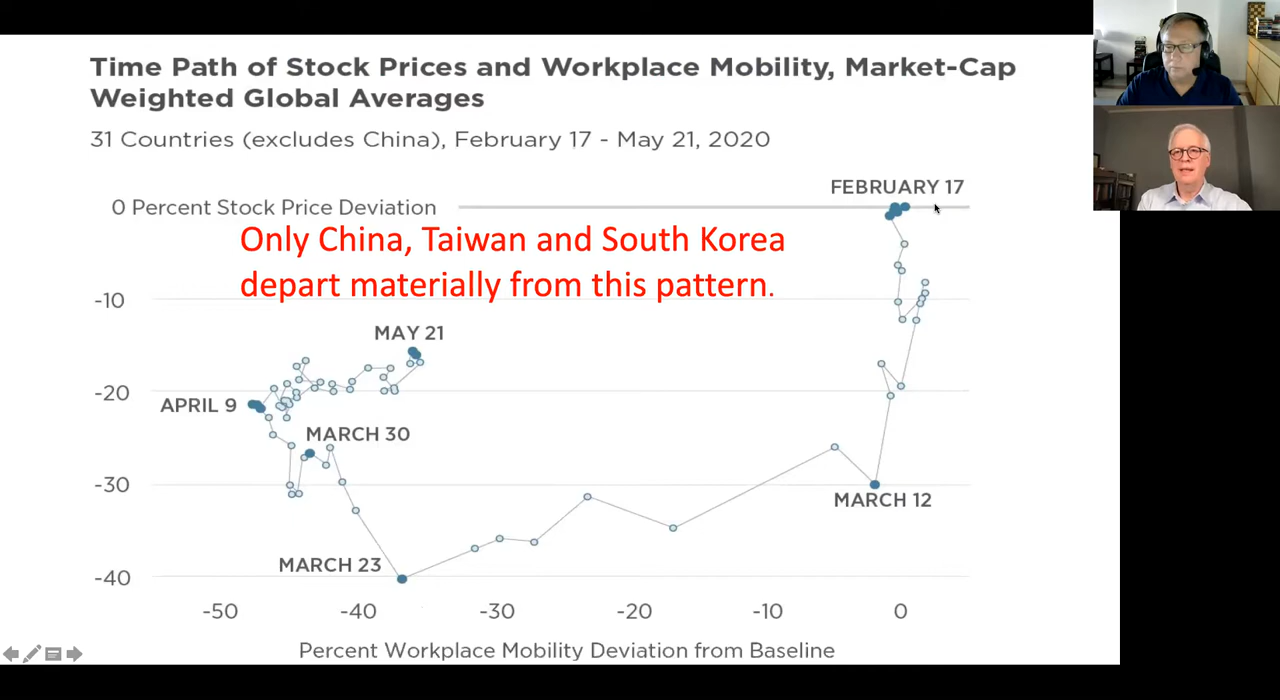 Time Path of Stock Prices and Workplace Mobility, Market-Cap
Weighted Global Averages
31 Countries (excludes China), February 17 - May 21, 2020
FEBRUARY 17
0 Percent Stock Price Deviation
Only China, Taiwan and South Korea
depart materially from this pattern.
-10
MAY 21
-20
APRIL 9
MARCH 30
-30
MARCH 12
MARCH 23
-40
-50 -40 -30 -20 -10 0
Percent Workplace Mobility Deviation from Baseline